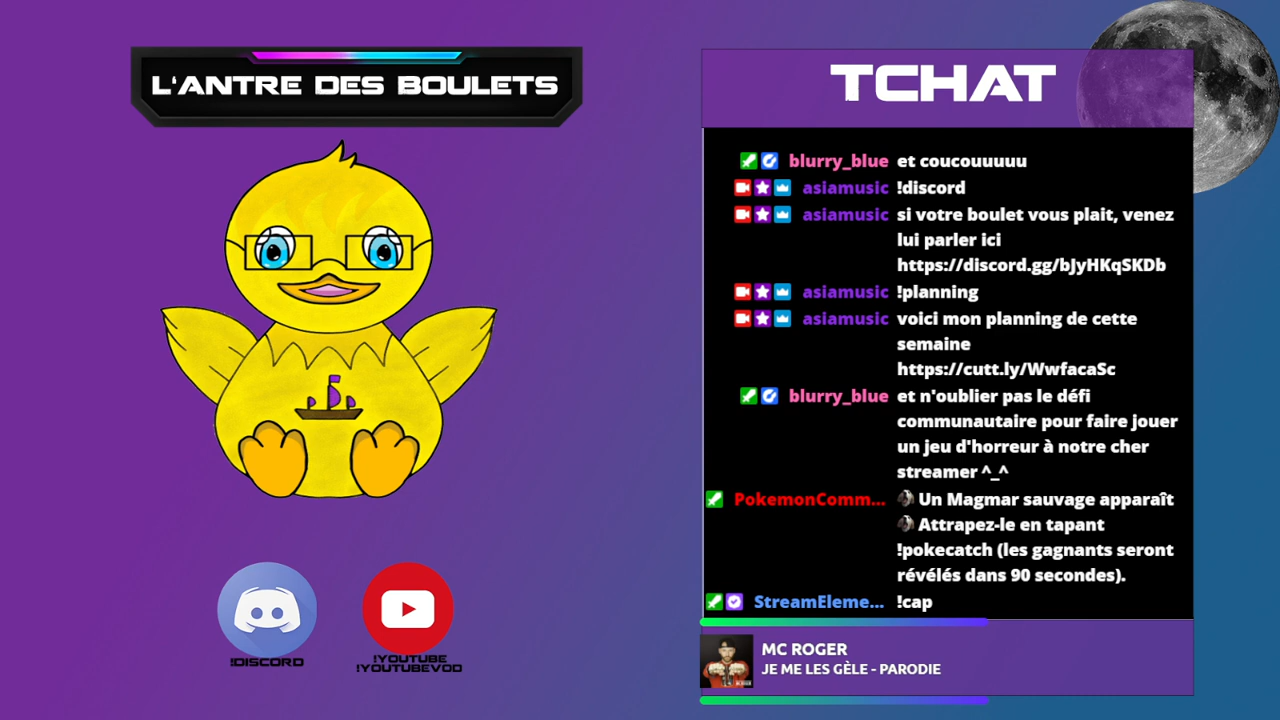 L'ANTRE DES BOULETS
TCHAT
blurry_blue et coucouuuuu
asiamusic !discord
asiamusic si votre boulet vous plait, venez
lui parler ici
https://discord.gg/bJyHKqSKDb
asiamusic !planning
asiamusic voici mon planning de cette
semaine
https://cutt.ly/WwfacaSc
blurry_blue et n'oublier pas le défi
communautaire pour faire jouer
un jeu d'horreur à notre cher
streamer ^_^
PokemonComm... Un Magmar sauvage apparaît
Attrapez-le en tapant
!pokecatch (les gagnants seront
révélés dans 90 secondes).
StreamEleme... !cap
!DISCORD
!YOUTUBE
!YOUTUBEVOD
MC ROGER
JE ME LES GÈLE - PARODIE